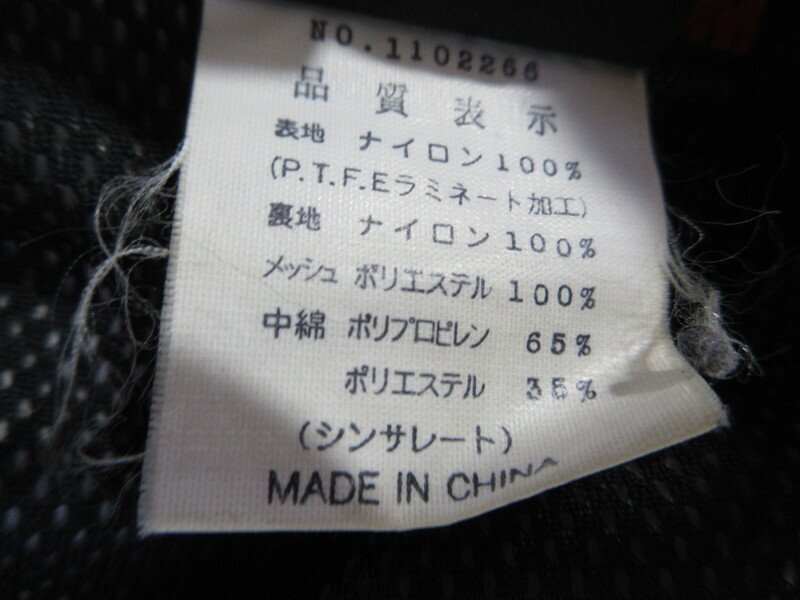 NO.1102266
品質表示
表地 ナイロン100%
(P.T.F.Eラミネート加工)
裏地 ナイロン100%
メッシュ ポリエステル 100%
中綿 ポリプロピレン 65%
ポリエステル 35%
(シンサレート)
MADE IN CHINA